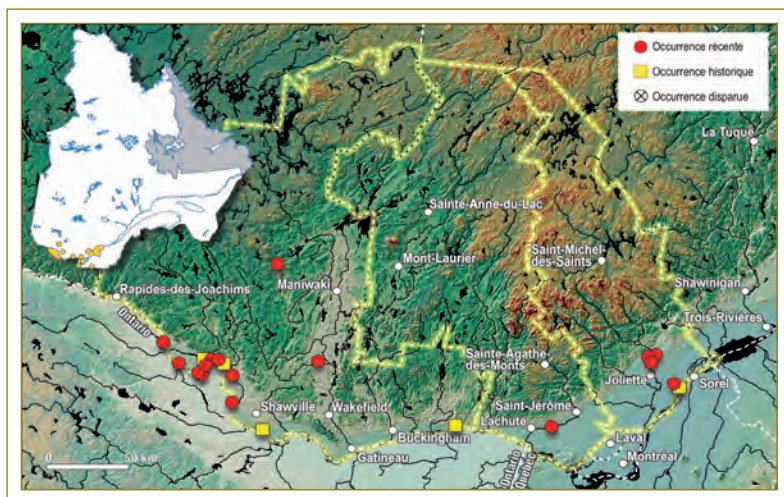 Occurrence récente
Occurrence historique
Occurrence disparue
La Tuque
Sainte-Anne-du-Lac
Saint-Michel
des-Saints
Mont-Laurier
Maniwaki
Rapides-des-Joachims
Shawinigan
Trois-Rivières
Ontario
Sainte-Agathe
des-Monts
Joliette
Sorel
Shawville
Wakefield
Saint-Jérôme
Lachute
Buckingham
Laval
Gatineau
Ontario
Québec
Montréal
0 50 km